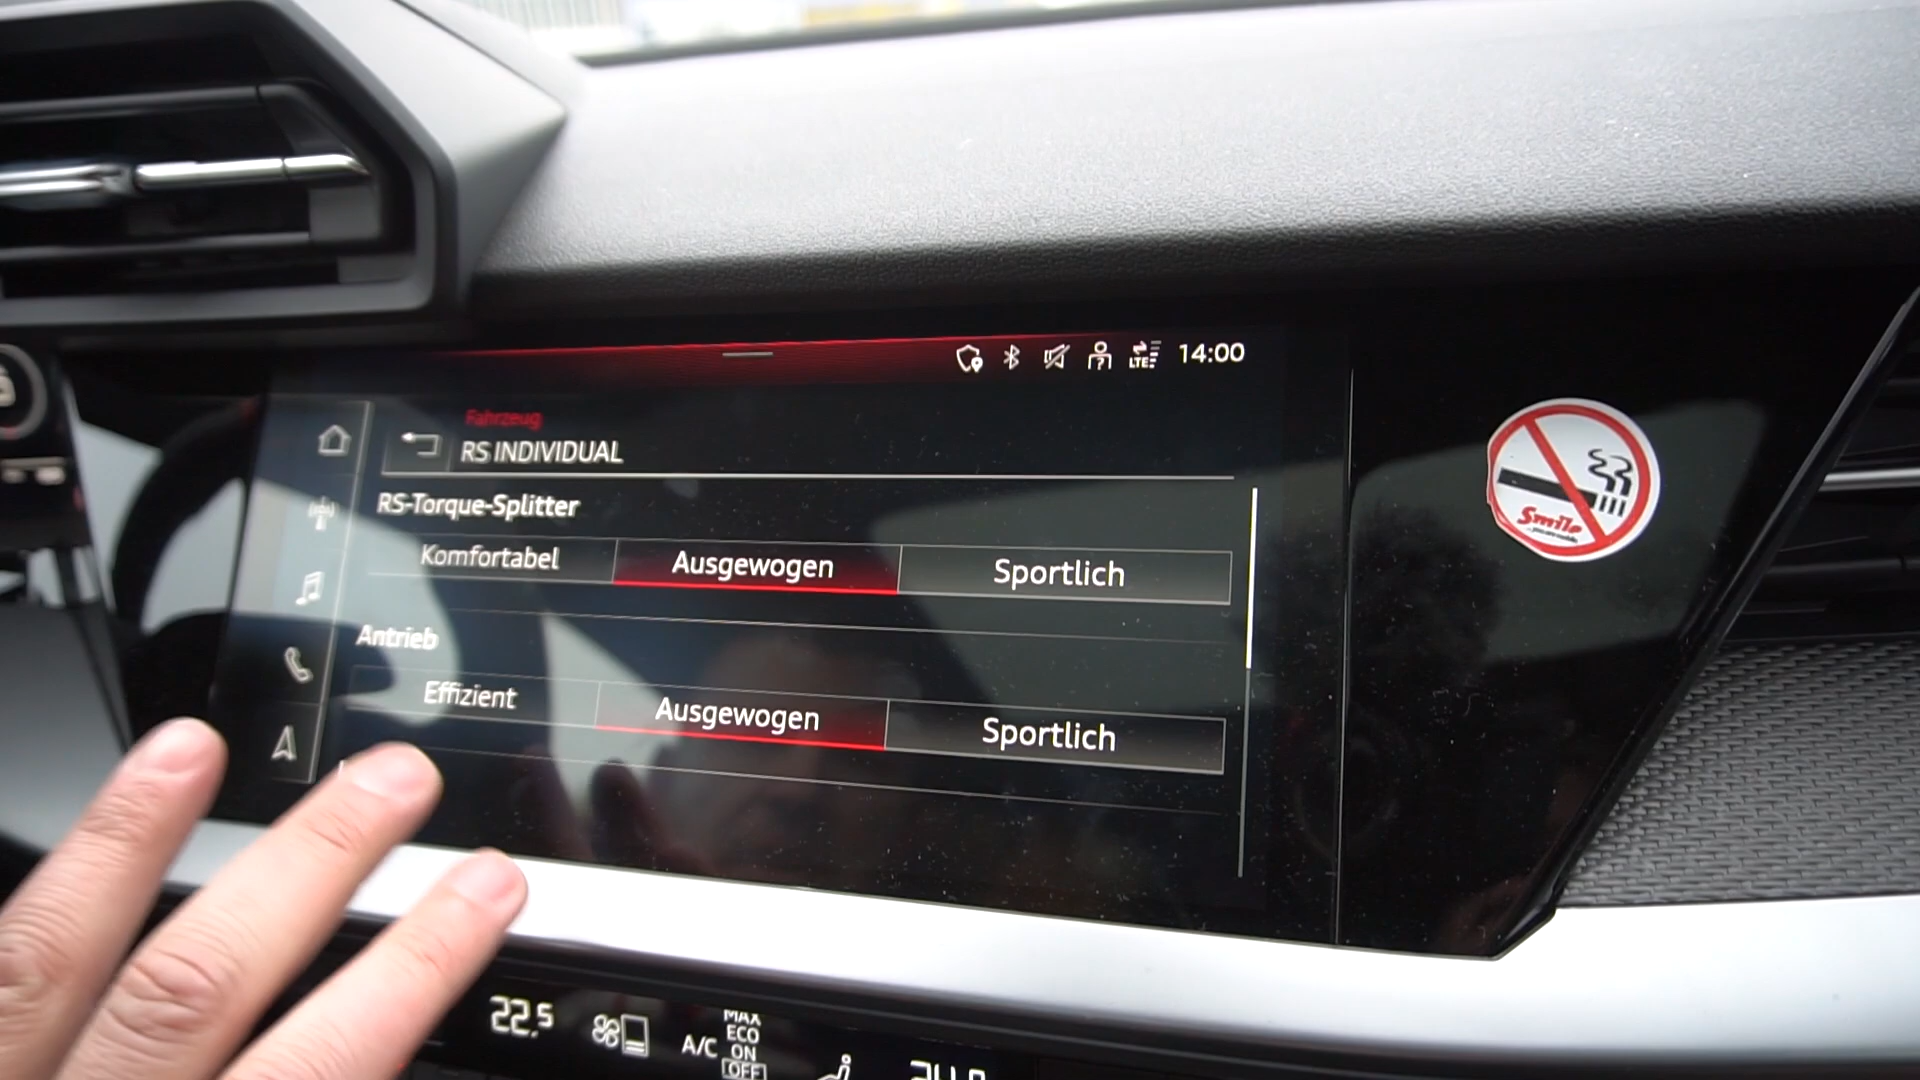 14:00
LTE
Fahrzeug
RS INDIVIDUAL
RS-Torque-Splitter
Komfortabel Ausgewogen Sportlich
Antrieb
Effizient Ausgewogen Sportlich
Smile
22.5
A/C
MAX
ECO
ON
OFF